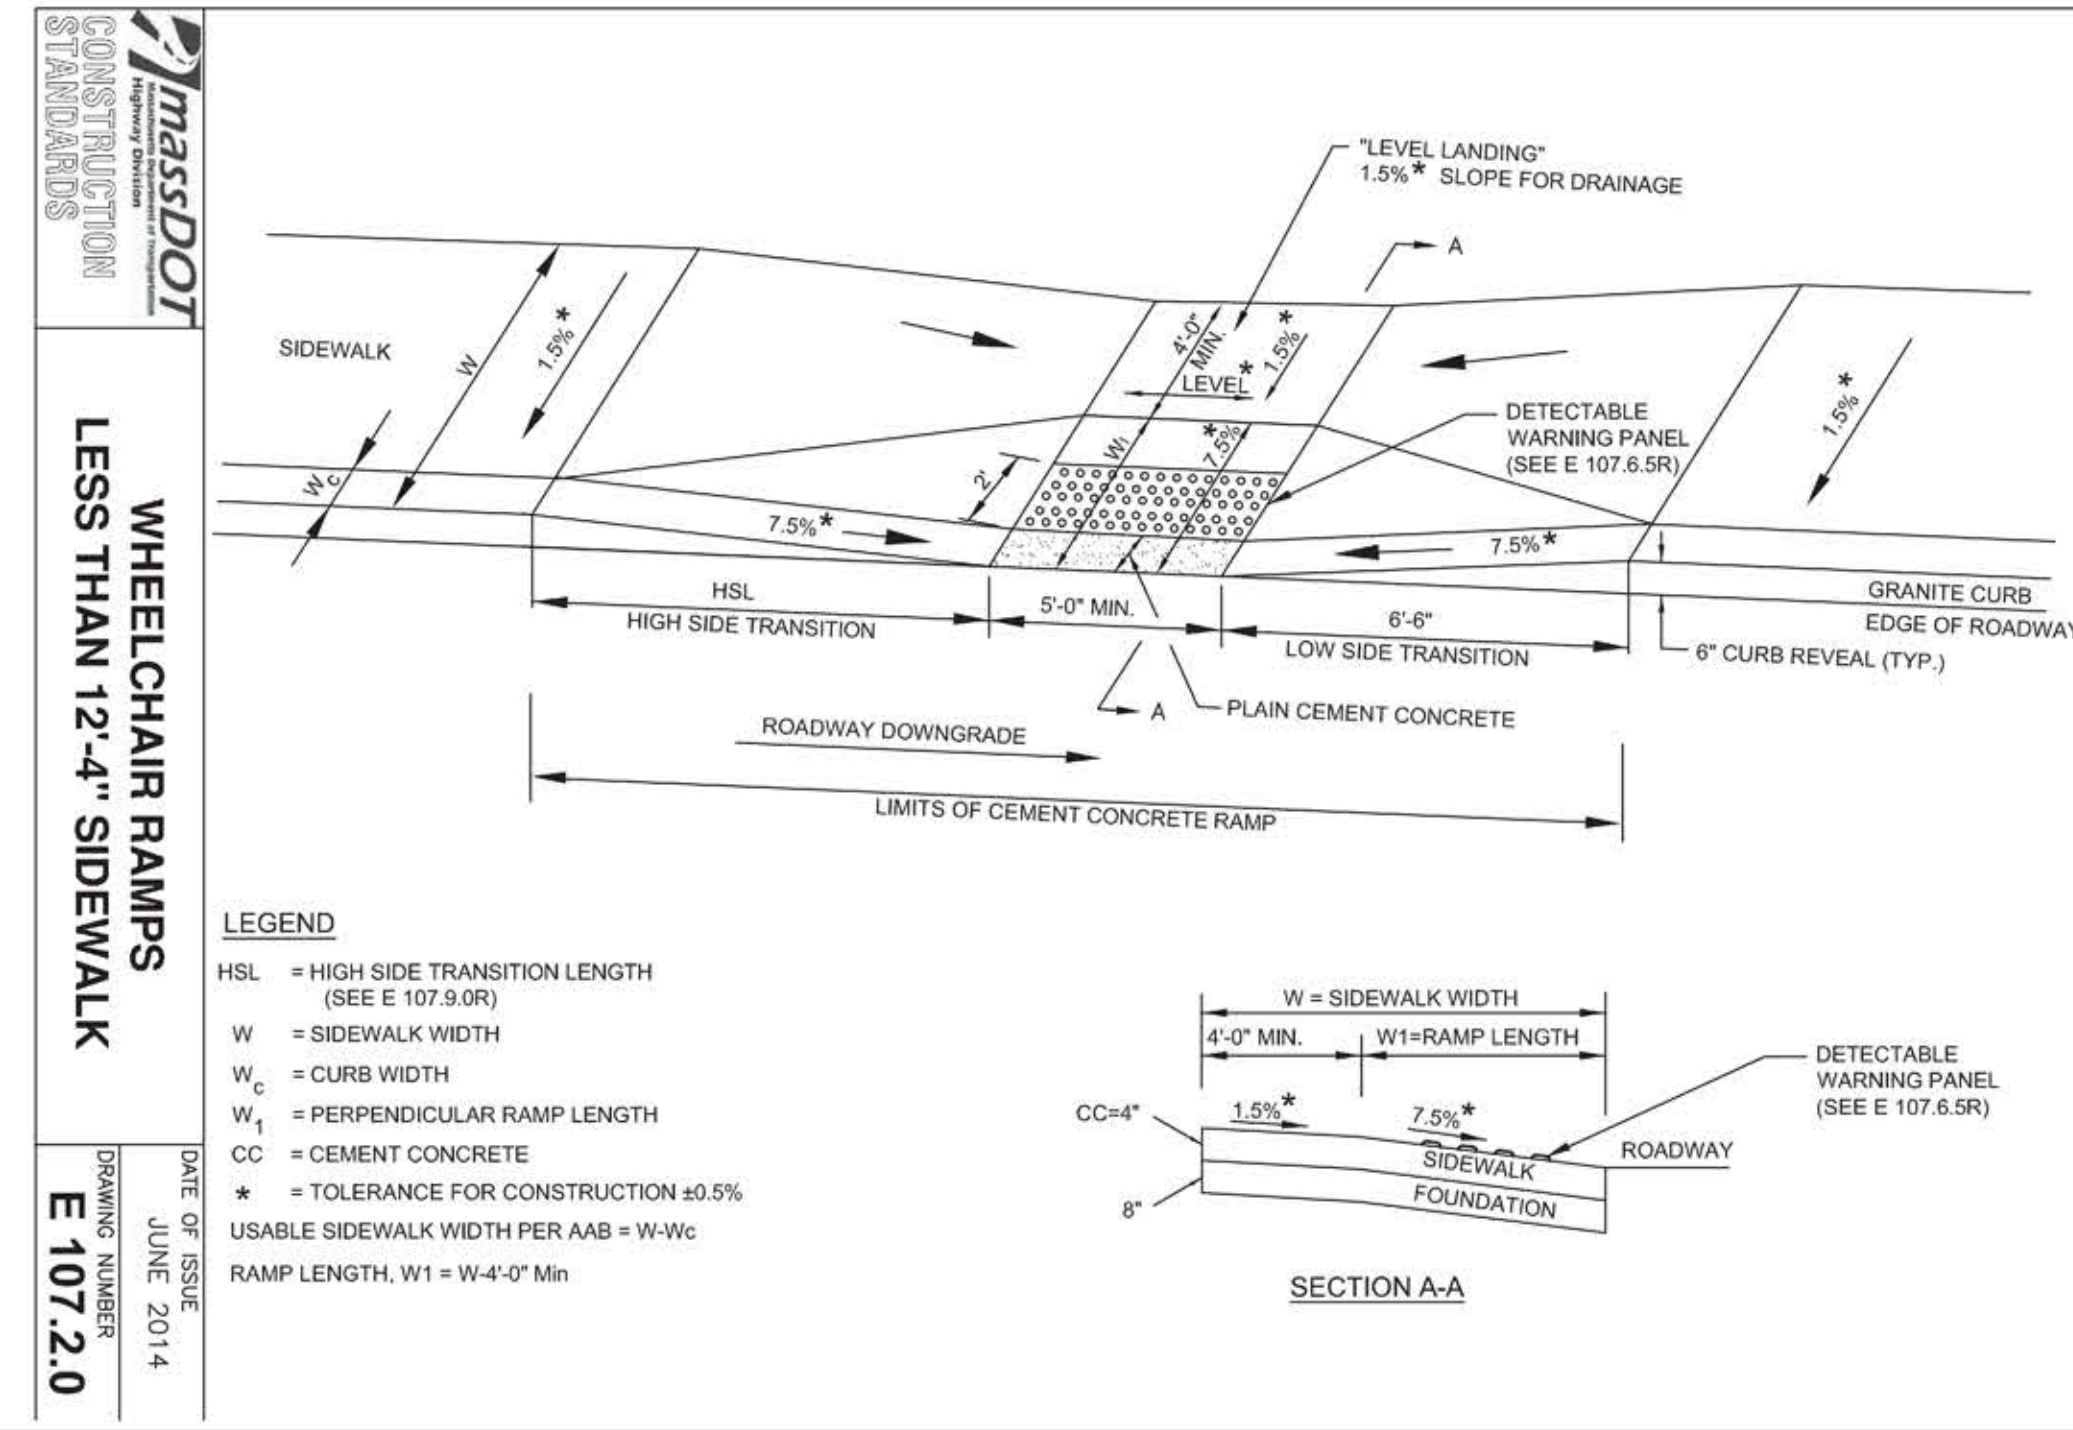 massDOT
Massachusetts Department of Transportation
Highway Division
CONSTRUCTION
STANDARDS
WHEELCHAIR RAMPS
LESS THAN 12'-4" SIDEWALK
DATE OF ISSUE
JUNE 2014
DRAWING NUMBER
E 107.2.0
"LEVEL LANDING"
1.5%* SLOPE FOR DRAINAGE
A
SIDEWALK
W
1.5%*
4'-0"
MIN.
1.5%*
LEVEL*
1.5%*
DETECTABLE
WARNING PANEL
(SEE E 107.6.5R)
Wc
2'
W1
7.5%*
7.5%*
7.5%*
HSL
HIGH SIDE TRANSITION
5'-0" MIN.
6'-6"
LOW SIDE TRANSITION
GRANITE CURB
EDGE OF ROADWAY
6" CURB REVEAL (TYP.)
A
PLAIN CEMENT CONCRETE
ROADWAY DOWNGRADE
LIMITS OF CEMENT CONCRETE RAMP
LEGEND
HSL = HIGH SIDE TRANSITION LENGTH
(SEE E 107.9.0R)
W = SIDEWALK WIDTH
Wc = CURB WIDTH
W1 = PERPENDICULAR RAMP LENGTH
CC = CEMENT CONCRETE
* = TOLERANCE FOR CONSTRUCTION ±0.5%
USABLE SIDEWALK WIDTH PER AAB = W-Wc
RAMP LENGTH, W1 = W-4'-0" Min
W = SIDEWALK WIDTH
4'-0" MIN.
W1=RAMP LENGTH
DETECTABLE
WARNING PANEL
(SEE E 107.6.5R)
CC=4"
1.5%*
7.5%*
ROADWAY
SIDEWALK
FOUNDATION
8"
SECTION A-A